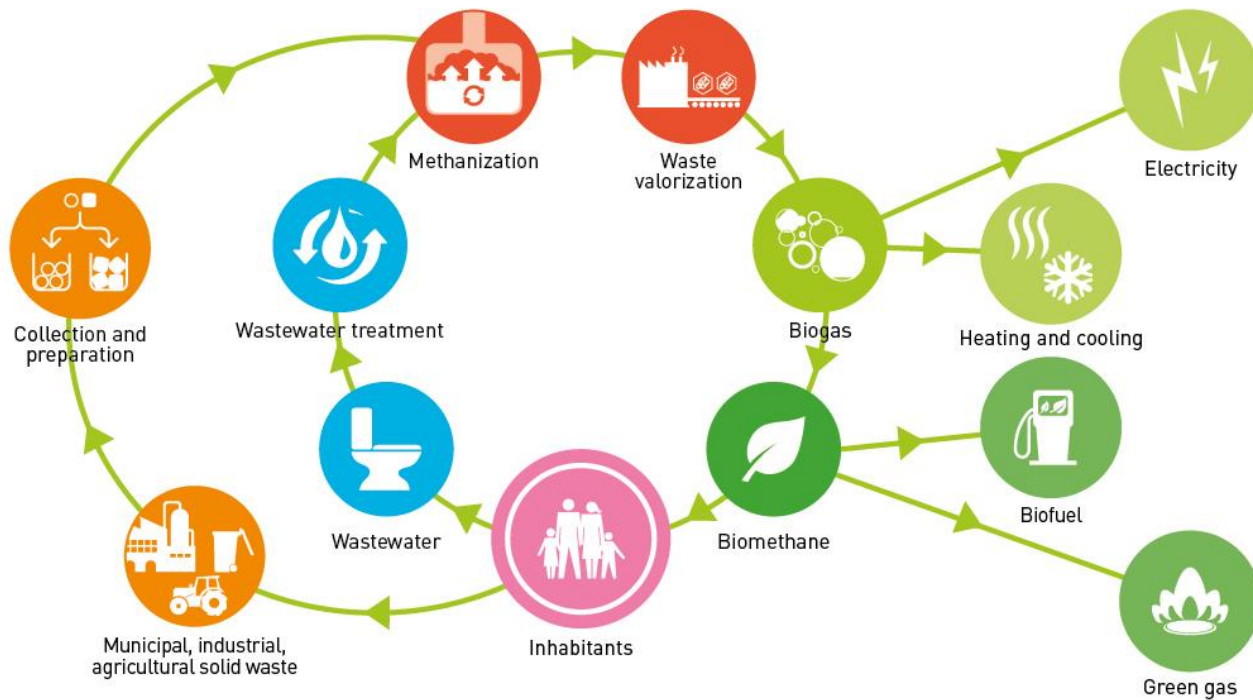 Methanization
Waste
valorization
Electricity
Collection and
preparation
Wastewater treatment
Biogas
Heating and cooling
Wastewater
Biomethane
Biofuel
Municipal, industrial,
agricultural solid waste
Inhabitants
Green gas